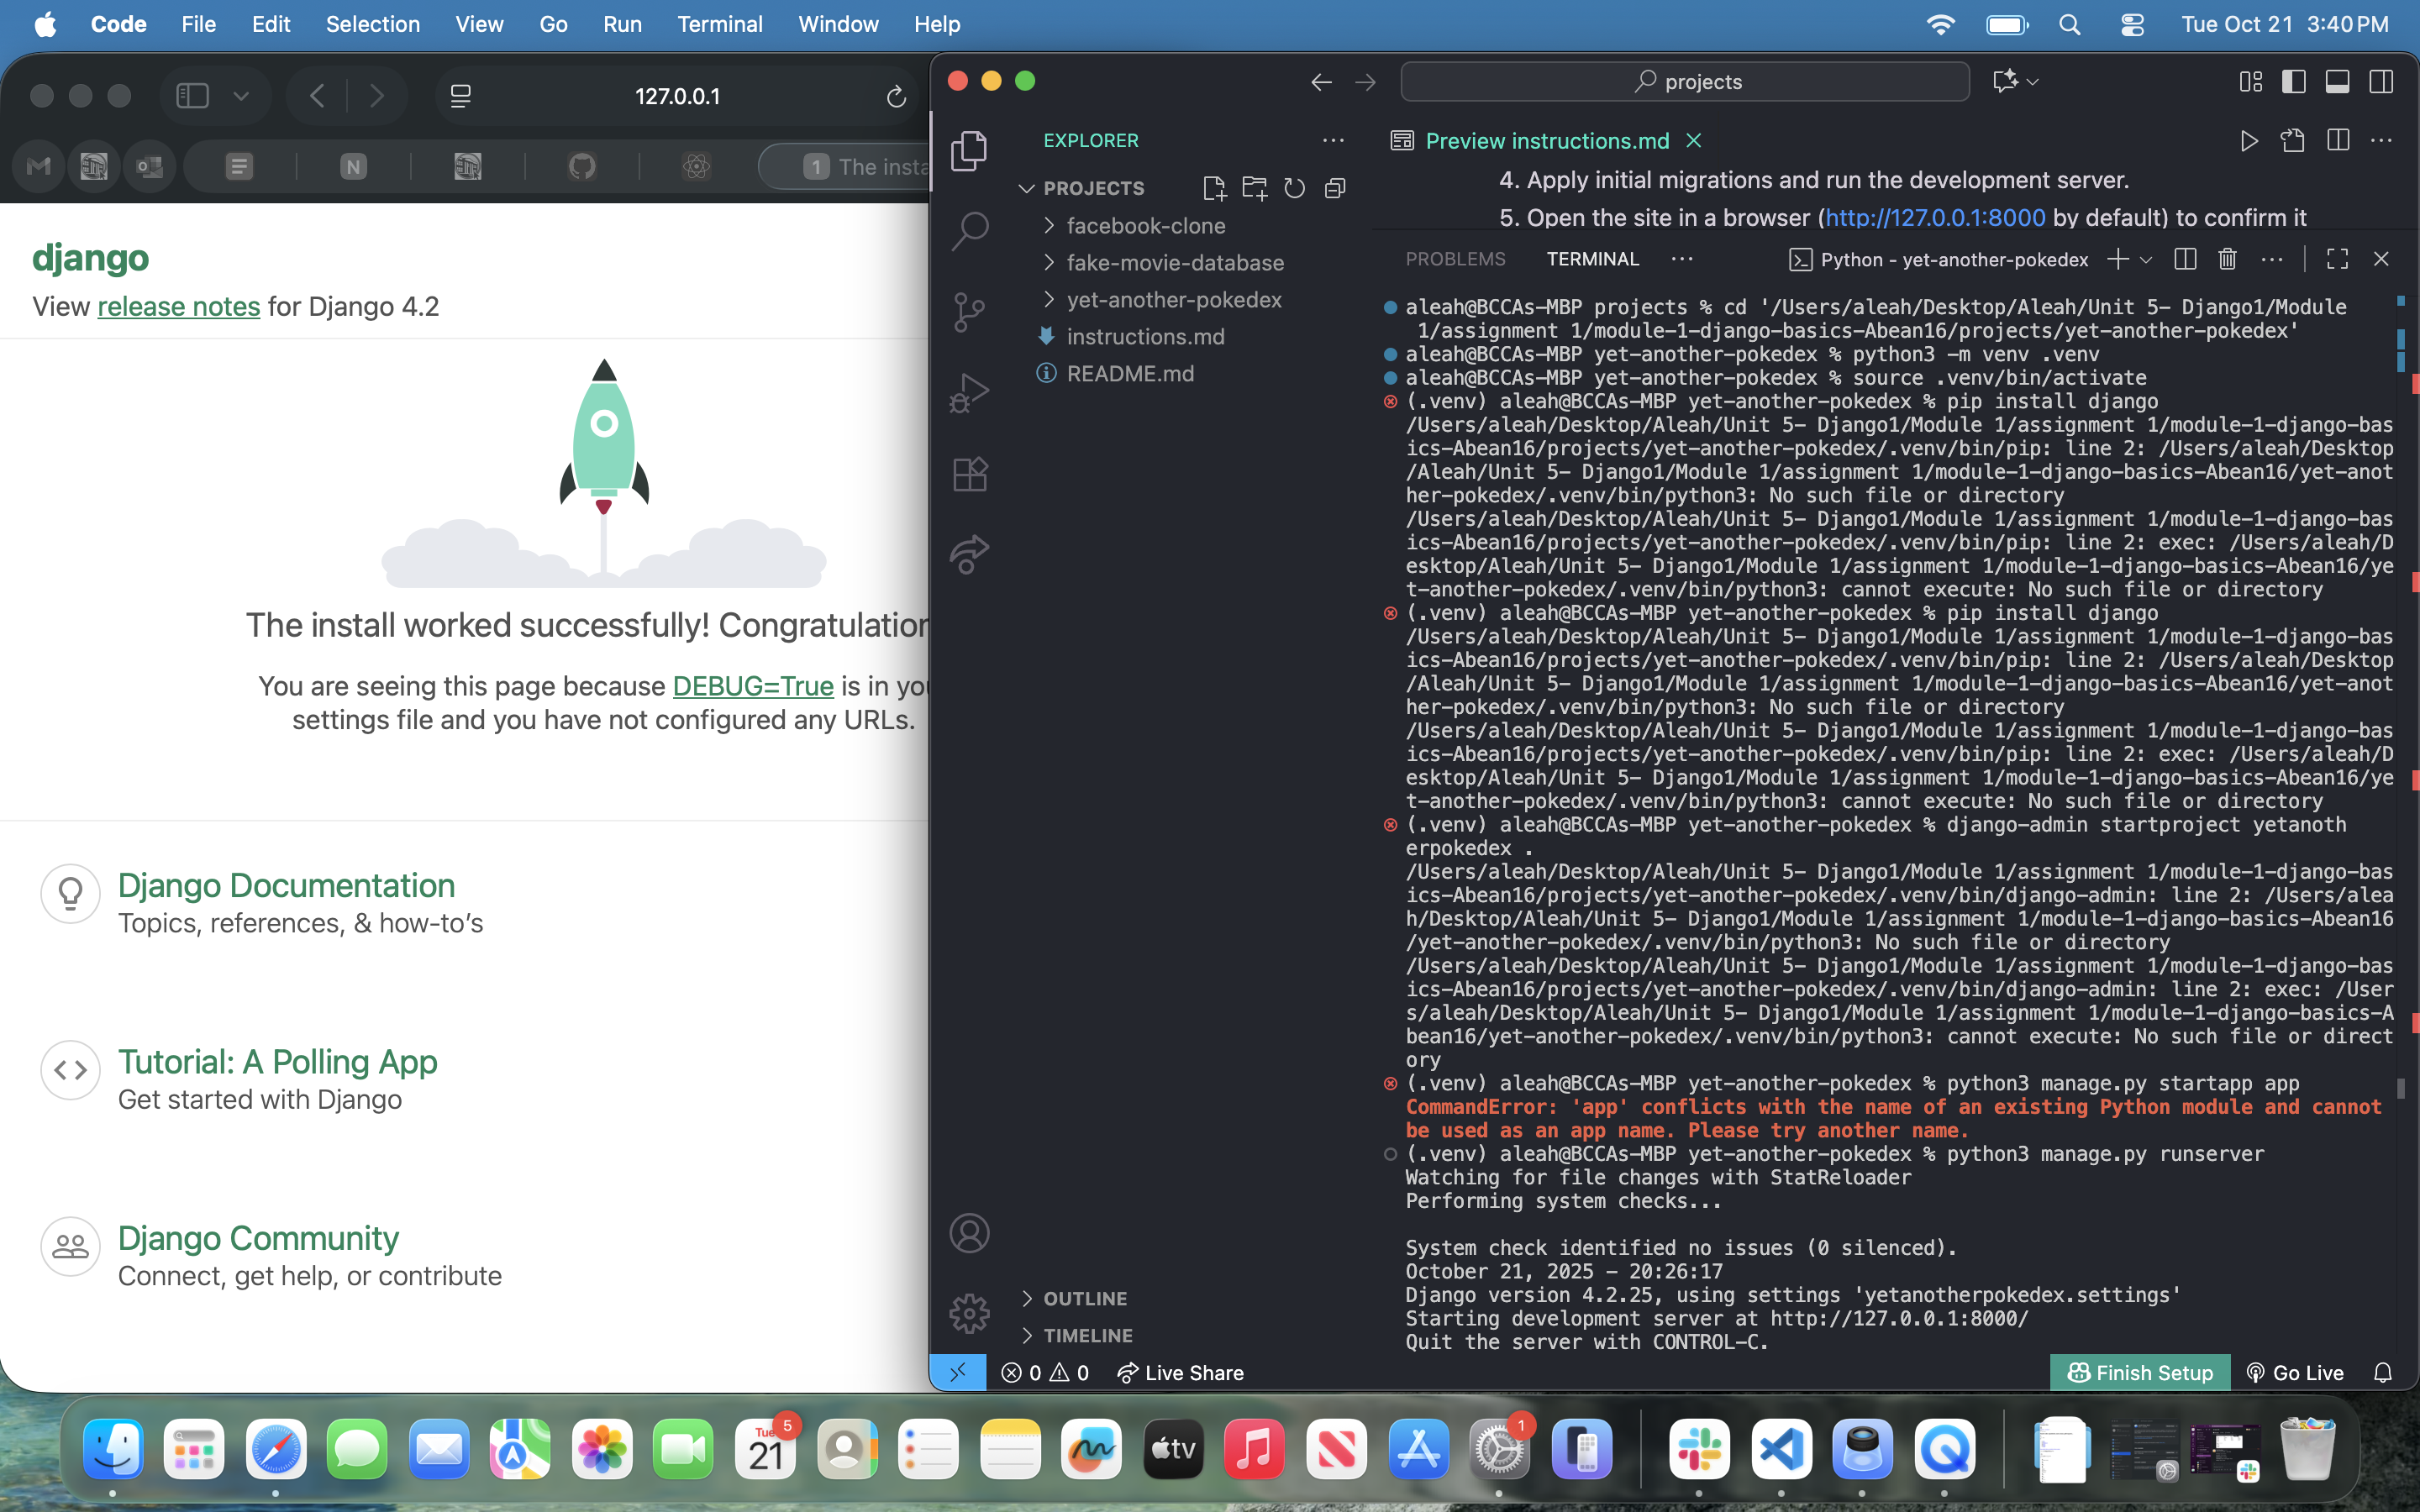 Code File Edit Selection View Go Run Terminal Window Help
Tue Oct 21 3:40 PM
127.0.0.1
N
1 The insta
django
View release notes for Django 4.2
The install worked successfully! Congratulation
You are seeing this page because DEBUG=True is in you
settings file and you have not configured any URLs.
Django Documentation
Topics, references, & how-to’s
Tutorial: A Polling App
Get started with Django
Django Community
Connect, get help, or contribute
projects
EXPLORER
PROJECTS
facebook-clone
fake-movie-database
yet-another-pokedex
instructions.md
README.md
OUTLINE
TIMELINE
Preview instructions.md
4. Apply initial migrations and run the development server.
5. Open the site in a browser (http://127.0.0.1:8000 by default) to confirm it
PROBLEMS TERMINAL
Python - yet-another-pokedex
aleah@BCCAs-MBP projects % cd '/Users/aleah/Desktop/Aleah/Unit 5- Django1/Module
1/assignment 1/module-1-django-basics-Abean16/projects/yet-another-pokedex'
aleah@BCCAs-MBP yet-another-pokedex % python3 -m venv .venv
aleah@BCCAs-MBP yet-another-pokedex % source .venv/bin/activate
(.venv) aleah@BCCAs-MBP yet-another-pokedex % pip install django
/Users/aleah/Desktop/Aleah/Unit 5- Django1/Module 1/assignment 1/module-1-django-bas
ics-Abean16/projects/yet-another-pokedex/.venv/bin/pip: line 2: /Users/aleah/Desktop
/Aleah/Unit 5- Django1/Module 1/assignment 1/module-1-django-basics-Abean16/yet-anot
her-pokedex/.venv/bin/python3: No such file or directory
/Users/aleah/Desktop/Aleah/Unit 5- Django1/Module 1/assignment 1/module-1-django-bas
ics-Abean16/projects/yet-another-pokedex/.venv/bin/pip: line 2: exec: /Users/aleah/D
esktop/Aleah/Unit 5- Django1/Module 1/assignment 1/module-1-django-basics-Abean16/ye
t-another-pokedex/.venv/bin/python3: cannot execute: No such file or directory
(.venv) aleah@BCCAs-MBP yet-another-pokedex % pip install django
/Users/aleah/Desktop/Aleah/Unit 5- Django1/Module 1/assignment 1/module-1-django-bas
ics-Abean16/projects/yet-another-pokedex/.venv/bin/pip: line 2: /Users/aleah/Desktop
/Aleah/Unit 5- Django1/Module 1/assignment 1/module-1-django-basics-Abean16/yet-anot
her-pokedex/.venv/bin/python3: No such file or directory
/Users/aleah/Desktop/Aleah/Unit 5- Django1/Module 1/assignment 1/module-1-django-bas
ics-Abean16/projects/yet-another-pokedex/.venv/bin/pip: line 2: exec: /Users/aleah/D
esktop/Aleah/Unit 5- Django1/Module 1/assignment 1/module-1-django-basics-Abean16/ye
t-another-pokedex/.venv/bin/python3: cannot execute: No such file or directory
(.venv) aleah@BCCAs-MBP yet-another-pokedex % django-admin startproject yetanoth
erpokedex .
/Users/aleah/Desktop/Aleah/Unit 5- Django1/Module 1/assignment 1/module-1-django-bas
ics-Abean16/projects/yet-another-pokedex/.venv/bin/django-admin: line 2: /Users/alea
h/Desktop/Aleah/Unit 5- Django1/Module 1/assignment 1/module-1-django-basics-Abean16
/yet-another-pokedex/.venv/bin/python3: No such file or directory
/Users/aleah/Desktop/Aleah/Unit 5- Django1/Module 1/assignment 1/module-1-django-bas
ics-Abean16/projects/yet-another-pokedex/.venv/bin/django-admin: line 2: exec: /User
s/aleah/Desktop/Aleah/Unit 5- Django1/Module 1/assignment 1/module-1-django-basics-A
bean16/yet-another-pokedex/.venv/bin/python3: cannot execute: No such file or direct
ory
(.venv) aleah@BCCAs-MBP yet-another-pokedex % python3 manage.py startapp app
CommandError: 'app' conflicts with the name of an existing Python module and cannot
be used as an app name. Please try another name.
(.venv) aleah@BCCAs-MBP yet-another-pokedex % python3 manage.py runserver
Watching for file changes with StatReloader
Performing system checks...
System check identified no issues (0 silenced).
October 21, 2025 - 20:26:17
Django version 4.2.25, using settings 'yetanotherpokedex.settings'
Starting development server at http://127.0.0.1:8000/
Quit the server with CONTROL-C.
0 0 Live Share
Finish Setup Go Live
Tue
21
5
tv
1